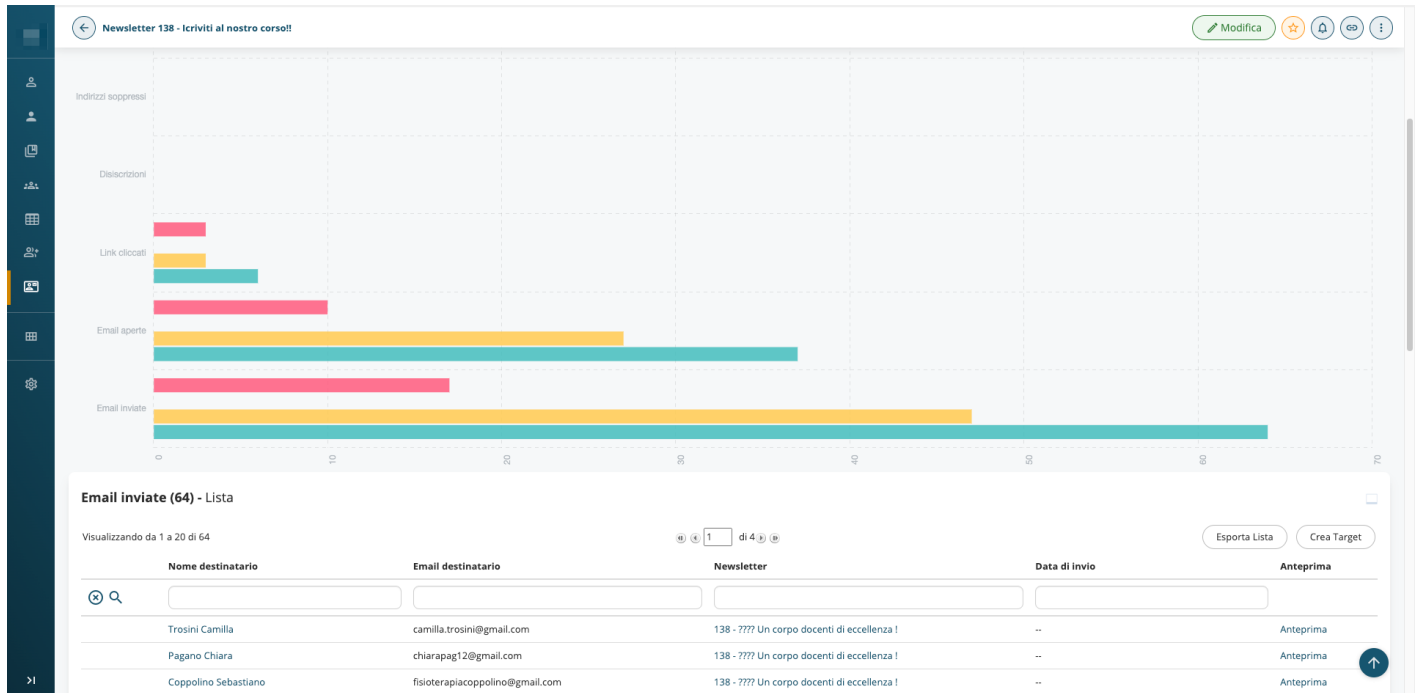 Newsletter 138 - Icriviti al nostro corso!!
Modifica
Indirizzi soppressi
Disiscrizioni
Link cliccati
Email aperte
Email inviate
0 10 20 30 40 50 60 70
Email inviate (64) - Lista
Visualizzando da 1 a 20 di 64
1 di 4
Esporta Lista
Crea Target
Nome destinatario Email destinatario Newsletter Data di invio Anteprima
Trosini Camilla camilla.trosini@gmail.com 138 - ???? Un corpo docenti di eccellenza ! -- Anteprima
Pagano Chiara chiarapag12@gmail.com 138 - ???? Un corpo docenti di eccellenza ! -- Anteprima
Coppolino Sebastiano fisioterapiacoppolino@gmail.com 138 - ???? Un corpo docenti di eccellenza ! -- Anteprima